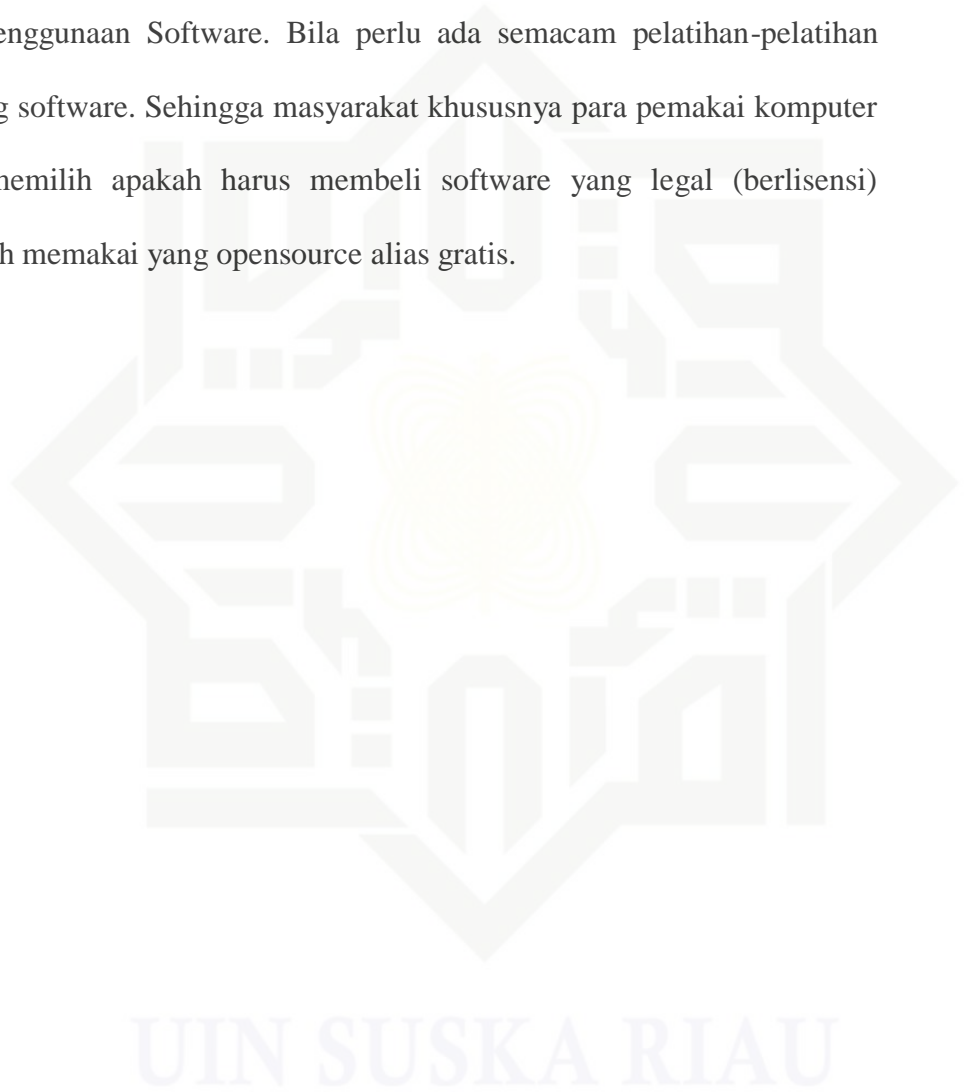 enggunaan Software. Bila perlu ada semacam pelatihan-pelatihan
g software. Sehingga masyarakat khususnya para pemakai komputer
nemilih apakah harus membeli software yang legal (berlisensi)
h memakai yang opensource alias gratis.
UIN SUSKA RIAU